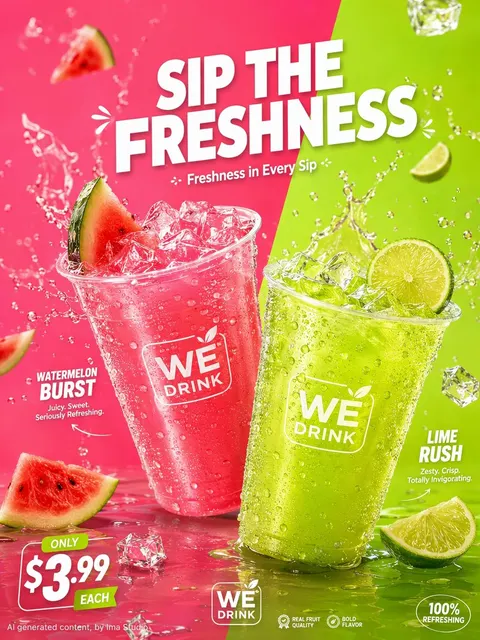 SIP THE
FRESHNESS
Freshness in Every Sip
WE
DRINK
WE
DRINK
WATERMELON
BURST
Juicy. Sweet.
Seriously Refreshing.
LIME
RUSH
Zesty. Crisp.
Totally Invigorating.
ONLY
$3.99
EACH
WE
DRINK
REAL FRUIT
QUALITY
BOLD
FLAVOR
100%
REFRESHING
AI generated content, by Ima Studio